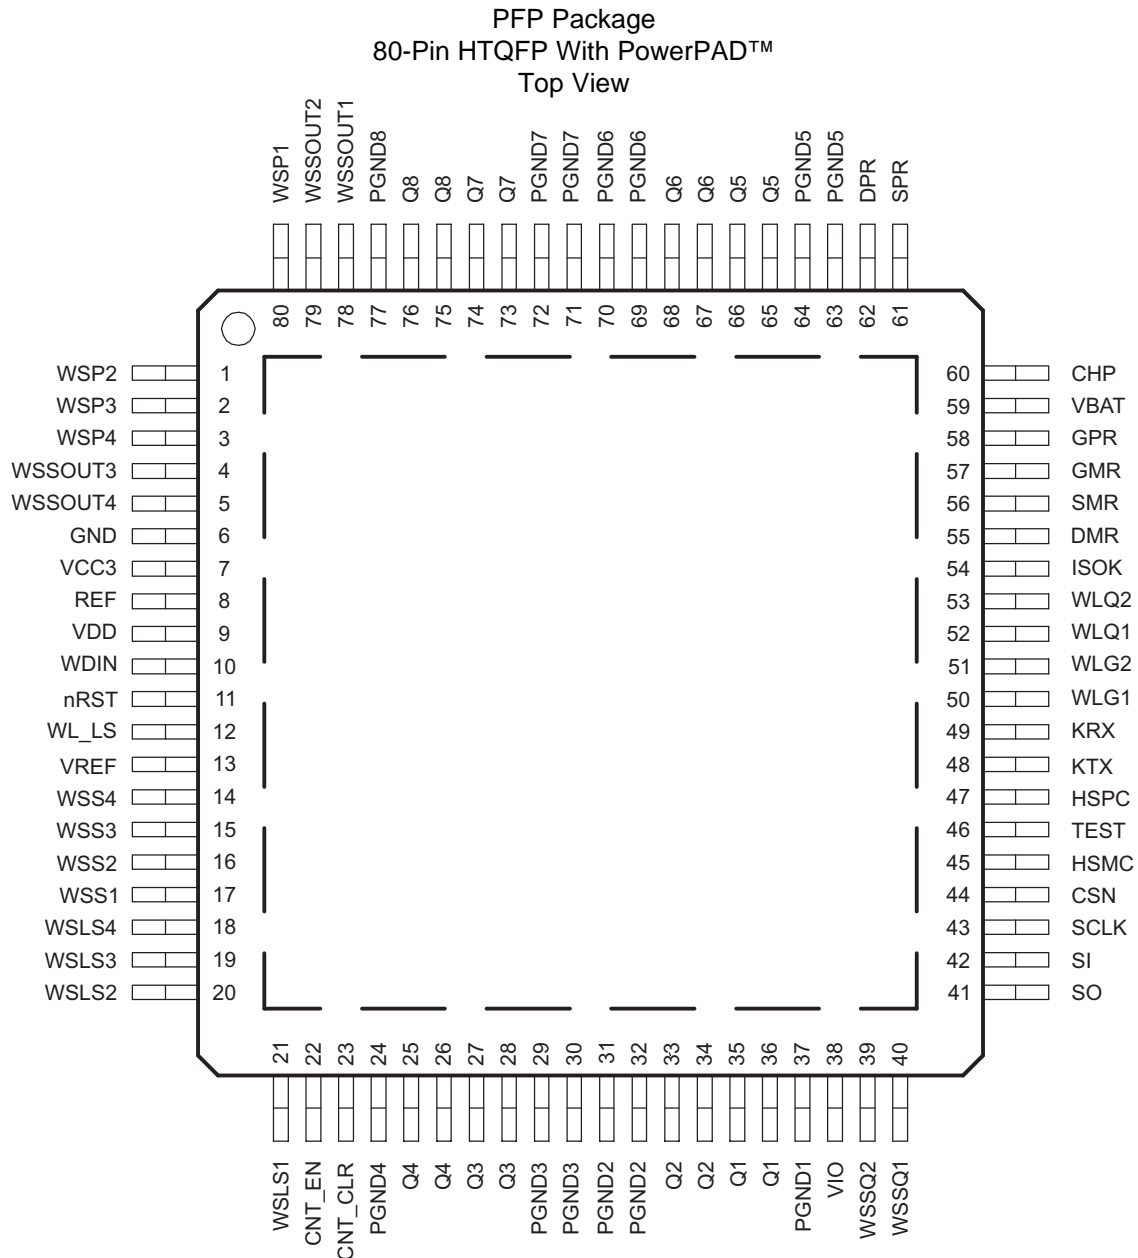 PFP Package
80-Pin HTQFP With PowerPAD™
Top View
WSP1
WSSOUT2
WSSOUT1
PGND8
Q8
Q8
Q7
Q7
PGND7
PGND7
PGND6
PGND6
Q6
Q6
Q5
Q5
PGND5
PGND5
DPR
SPR
80
79
78
77
76
75
74
73
72
71
70
69
68
67
66
65
64
63
62
61
WSP2 1
WSP3 2
WSP4 3
WSSOUT3 4
WSSOUT4 5
GND 6
VCC3 7
REF 8
VDD 9
WDIN 10
nRST 11
WL_LS 12
VREF 13
WSS4 14
WSS3 15
WSS2 16
WSS1 17
WSLS4 18
WSLS3 19
WSLS2 20
60 CHP
59 VBAT
58 GPR
57 GMR
56 SMR
55 DMR
54 ISOK
53 WLQ2
52 WLQ1
51 WLG2
50 WLG1
49 KRX
48 KTX
47 HSPC
46 TEST
45 HSMC
44 CSN
43 SCLK
42 SI
41 SO
21
22
23
24
25
26
27
28
29
30
31
32
33
34
35
36
37
38
39
40
WSLS1
CNT_EN
CNT_CLR
PGND4
Q4
Q4
Q3
Q3
PGND3
PGND3
PGND2
PGND2
Q2
Q2
Q1
Q1
PGND1
VIO
WSSQ2
WSSQ1